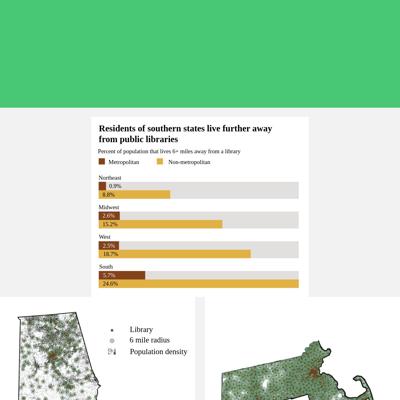 Residents of southern states live further away
from public libraries
Percent of population that lives 6+ miles away from a library
Metropolitan Non-metropolitan
Northeast
0.9%
8.8%
Midwest
2.6%
15.2%
West
2.5%
18.7%
South
5.7%
24.6%
Library
6 mile radius
Population density